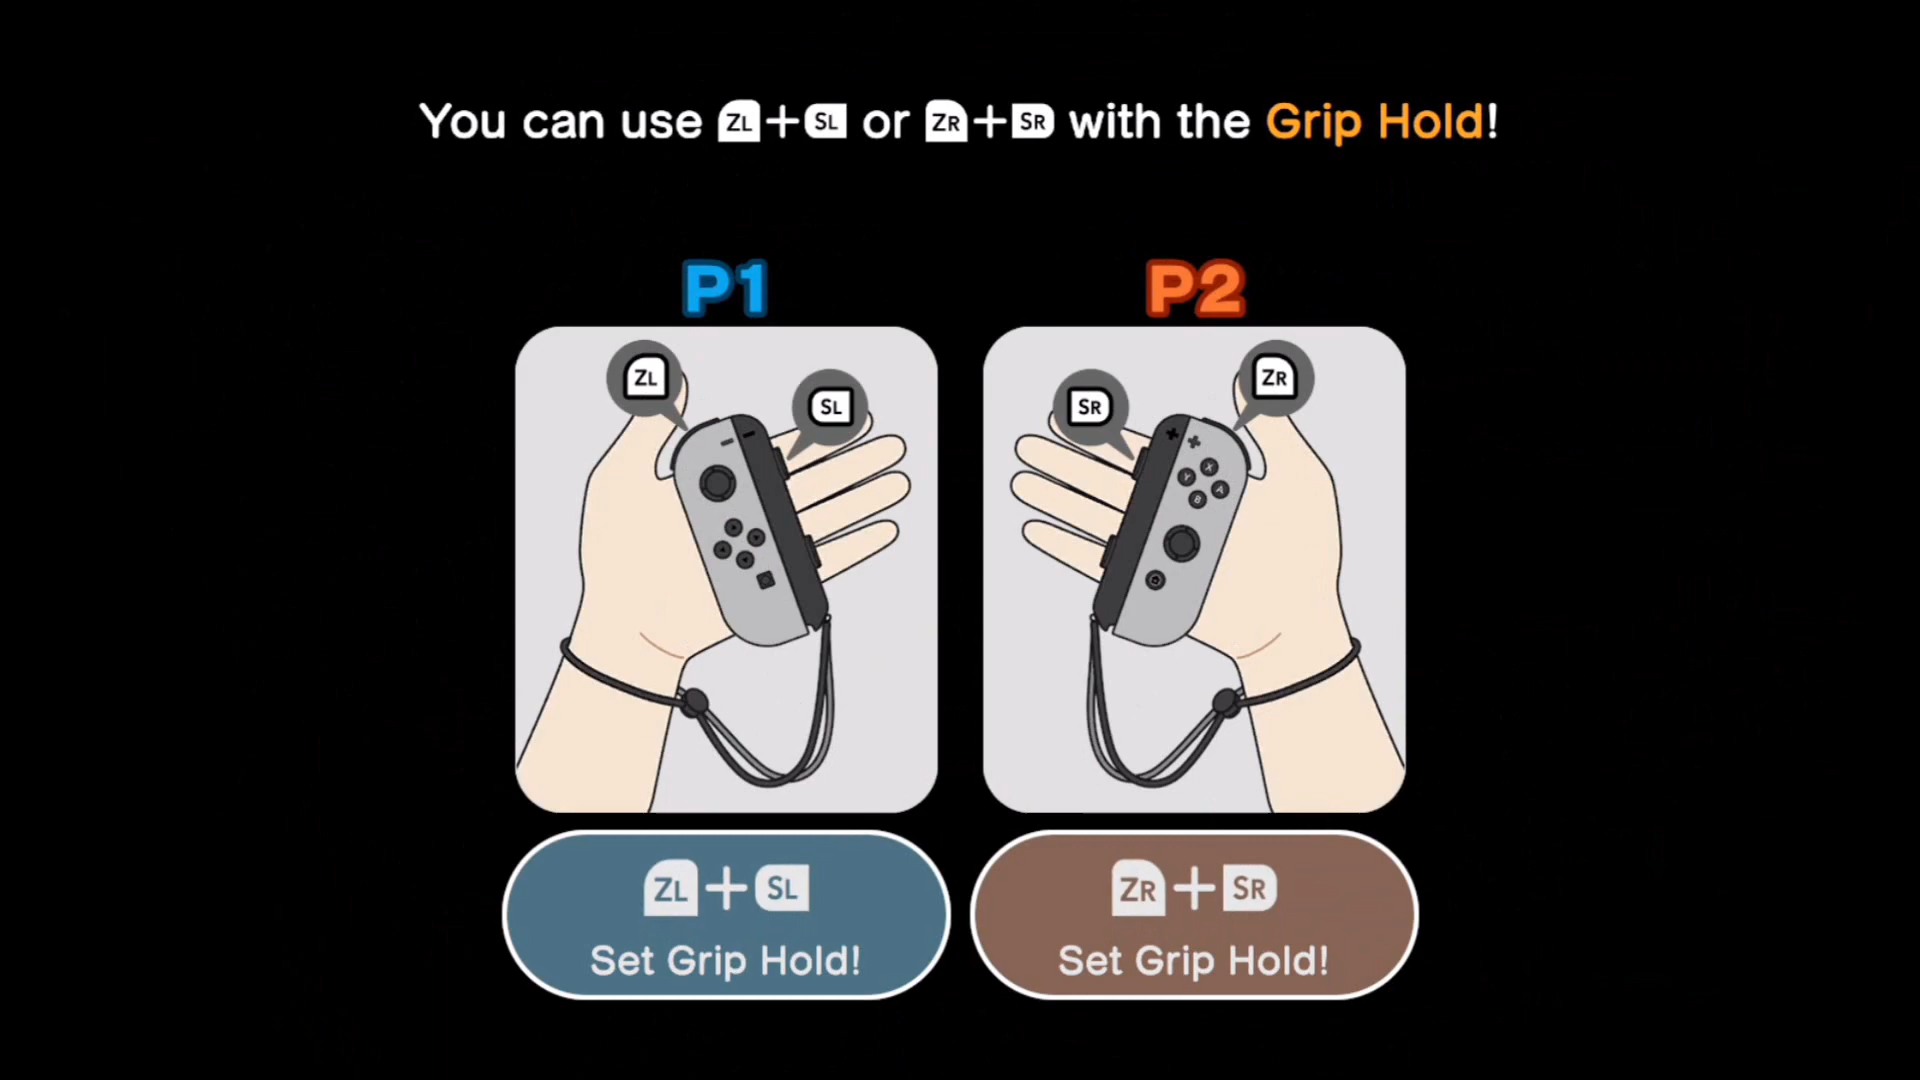 You can use ZL+SL or ZR+SR with the Grip Hold!
P1 P2
ZL SL SR ZR
X
Y A
B
ZL+SL ZR+SR
Set Grip Hold! Set Grip Hold!